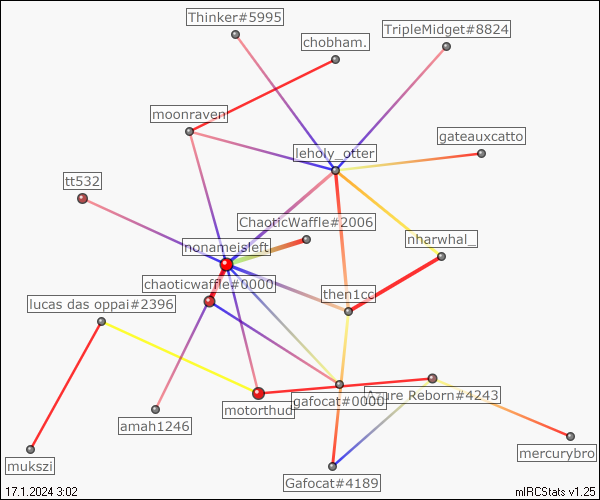 Thinker#5995
chobham.
TripleMidget#8824
moonraven
gateauxcatto
leholy_otter
tt532
ChaoticWaffle#2006
nonameisleft
nharwhal_
chaoticwaffle#0000
lucas das oppai#2396
then1cc
motorthud
gafocat#0000
Azure Reborn#4243
amah1246
mukszi
mercurybro
Gafocat#4189
17.1.2024 3:02
mIRCStats v1.25